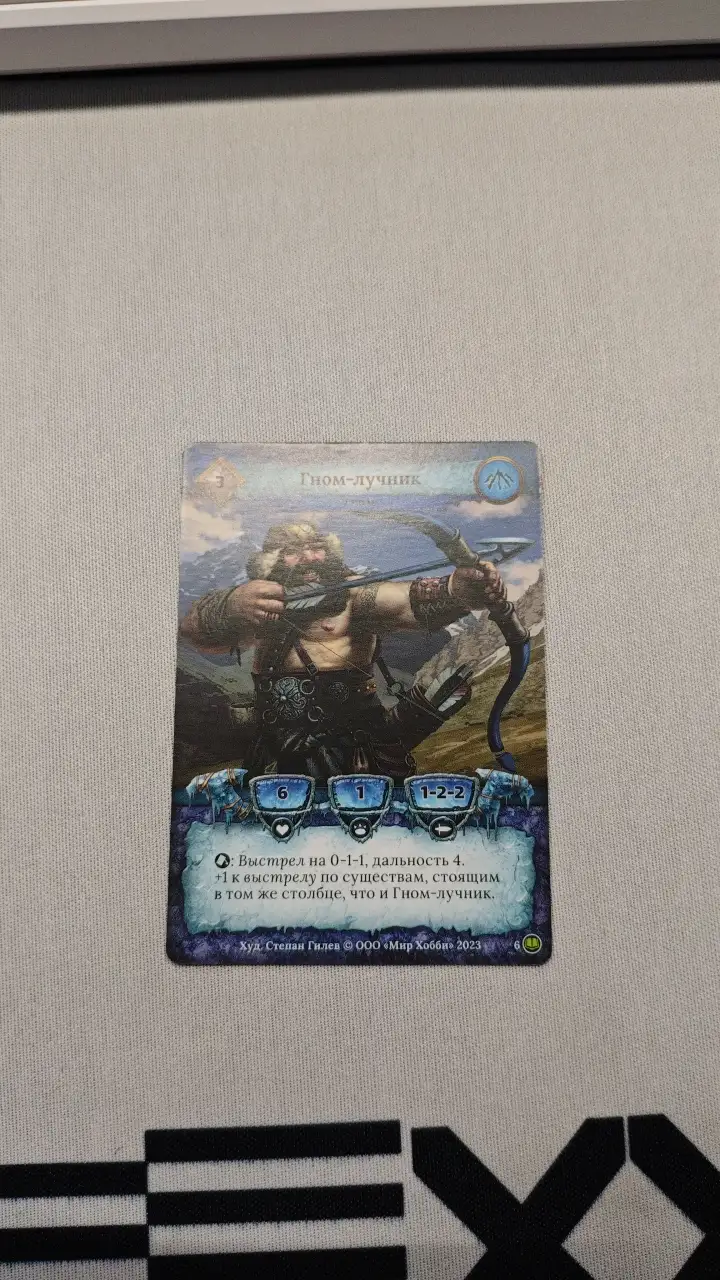 3 Гном-лучник
6 1 1-2-2
: Выстрел на 0-1-1, дальность 4.
+1 к выстрелу по существам, стоящим
в том же столбце, что и Гном-лучник.
Худ. Степан Гилев © ООО «Мир Хобби» 2023 6
EX